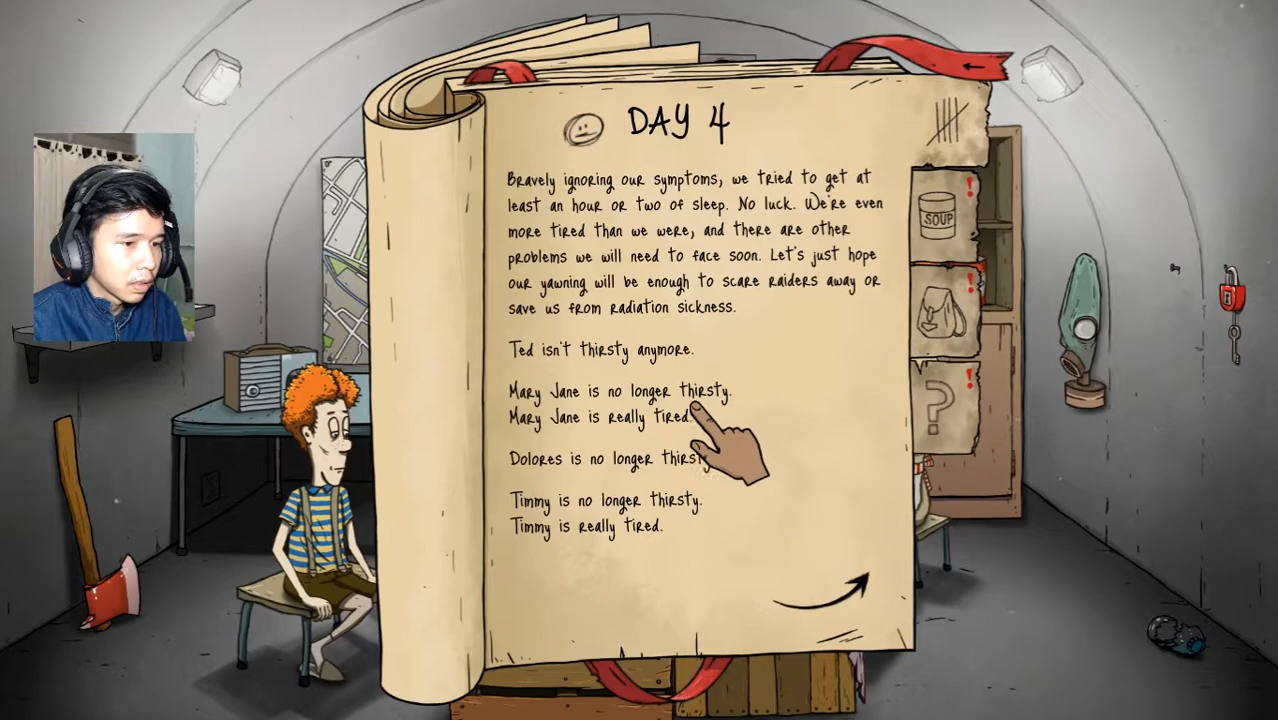 DAY 4
Bravely ignoring our symptoms, we tried to get at
least an hour or two of sleep. No luck. We're even
more tired than we were, and there are other
problems we will need to face soon. Let's just hope
our yawning will be enough to scare raiders away or
save us from radiation sickness.
Ted isn't thirsty anymore.
Mary Jane is no longer thirsty.
Mary Jane is really tired.
Dolores is no longer thirsty.
Timmy is no longer thirsty.
Timmy is really tired.
!
SOUP
!
!
?